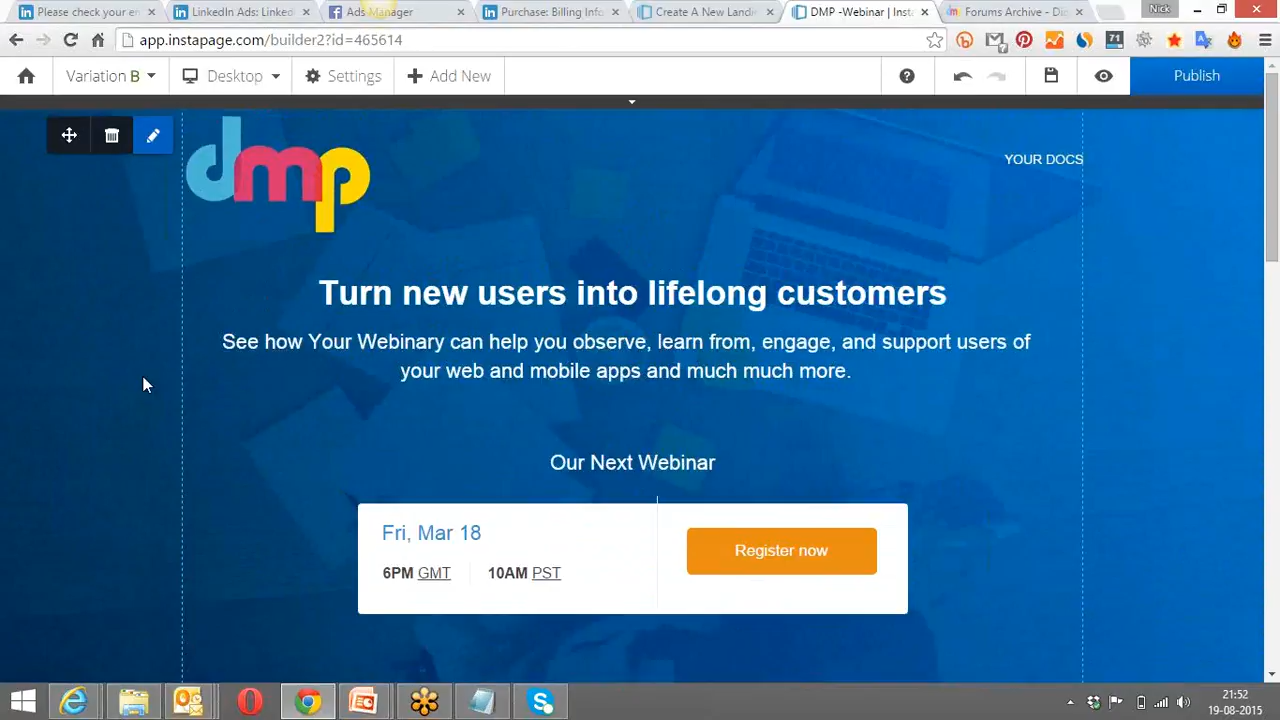 Please check your en
LinkedIn Ads: Linked
Ads Manager
Purchase: Billing Info
Create A New Landi
DMP -Webinar | Inst
Forums Archive - Di
Nick
app.instapage.com/builder2?id=465614
71
Variation B
Desktop
Settings
Add New
Publish
dmp
YOUR DOCS
Turn new users into lifelong customers
See how Your Webinary can help you observe, learn from, engage, and support users of
your web and mobile apps and much much more.
Our Next Webinar
Fri, Mar 18
6PM GMT
10AM PST
Register now
21:52
19-08-2015